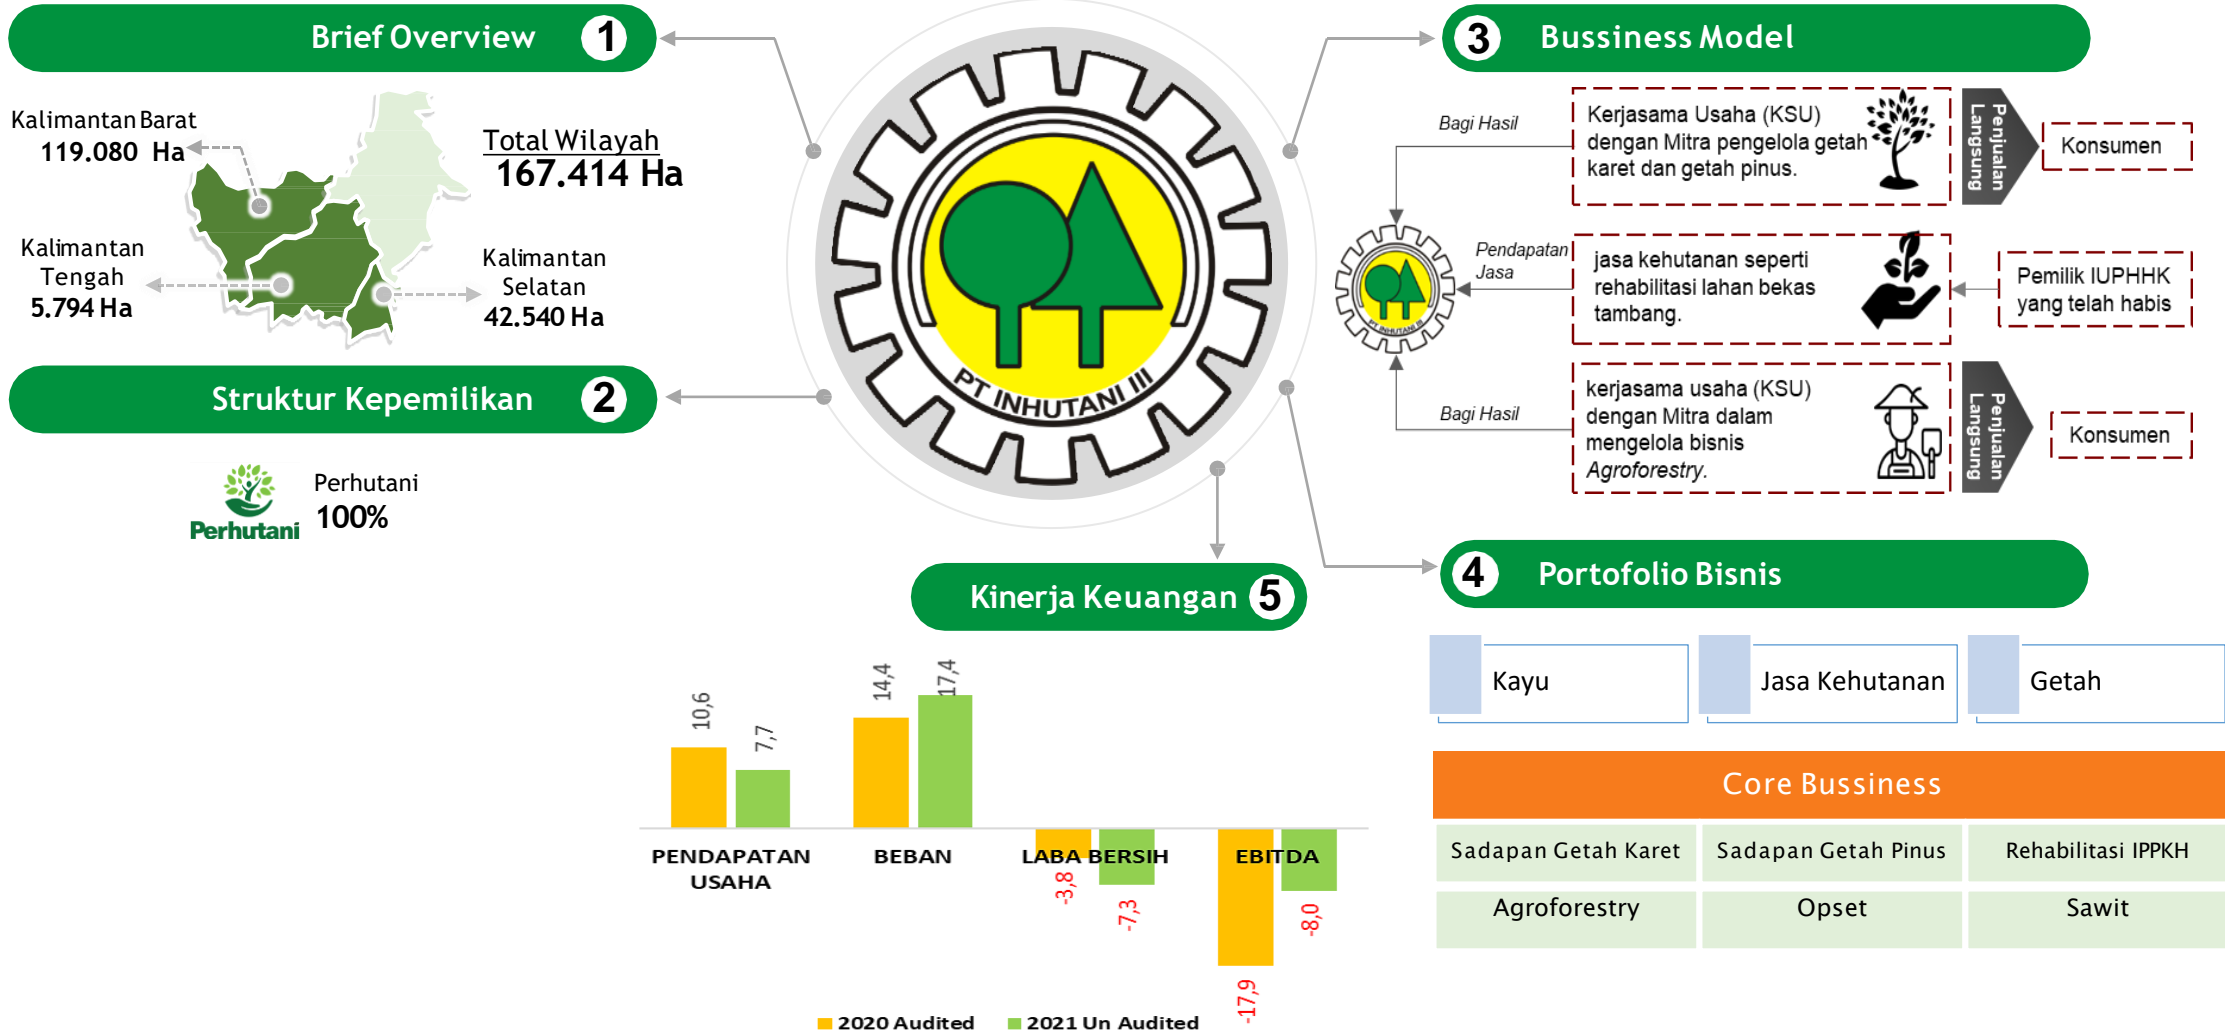 Brief Overview 1
Kalimantan Barat
119.080 Ha
Total Wilayah
167.414 Ha
Kalimantan
Tengah
5.794 Ha
Kalimantan
Selatan
42.540 Ha
Struktur Kepemilikan 2
Perhutani
Perhutani
100%
PT INHUTANI III
3 Bussiness Model
Bagi Hasil
Kerjasama Usaha (KSU)
dengan Mitra pengelola getah
karet dan getah pinus.
Penjualan
Langsung
Konsumen
PT INHUTANI III
Pendapatan
Jasa
jasa kehutanan seperti
rehabilitasi lahan bekas
tambang.
Pemilik IUPHHK
yang telah habis
Bagi Hasil
kerjasama usaha (KSU)
dengan Mitra dalam
mengelola bisnis
Agroforestry.
Penjualan
Langsung
Konsumen
4 Portofolio Bisnis
Kayu
Jasa Kehutanan
Getah
Core Bussiness
Sadapan Getah Karet
Sadapan Getah Pinus
Rehabilitasi IPPKH
Agroforestry
Opset
Sawit
Kinerja Keuangan 5
10,6
7,7
14,4
17,4
PENDAPATAN
USAHA
BEBAN
LABA BERSIH
EBITDA
-3,8
-7,3
-17,9
-8,0
2020 Audited
2021 Un Audited